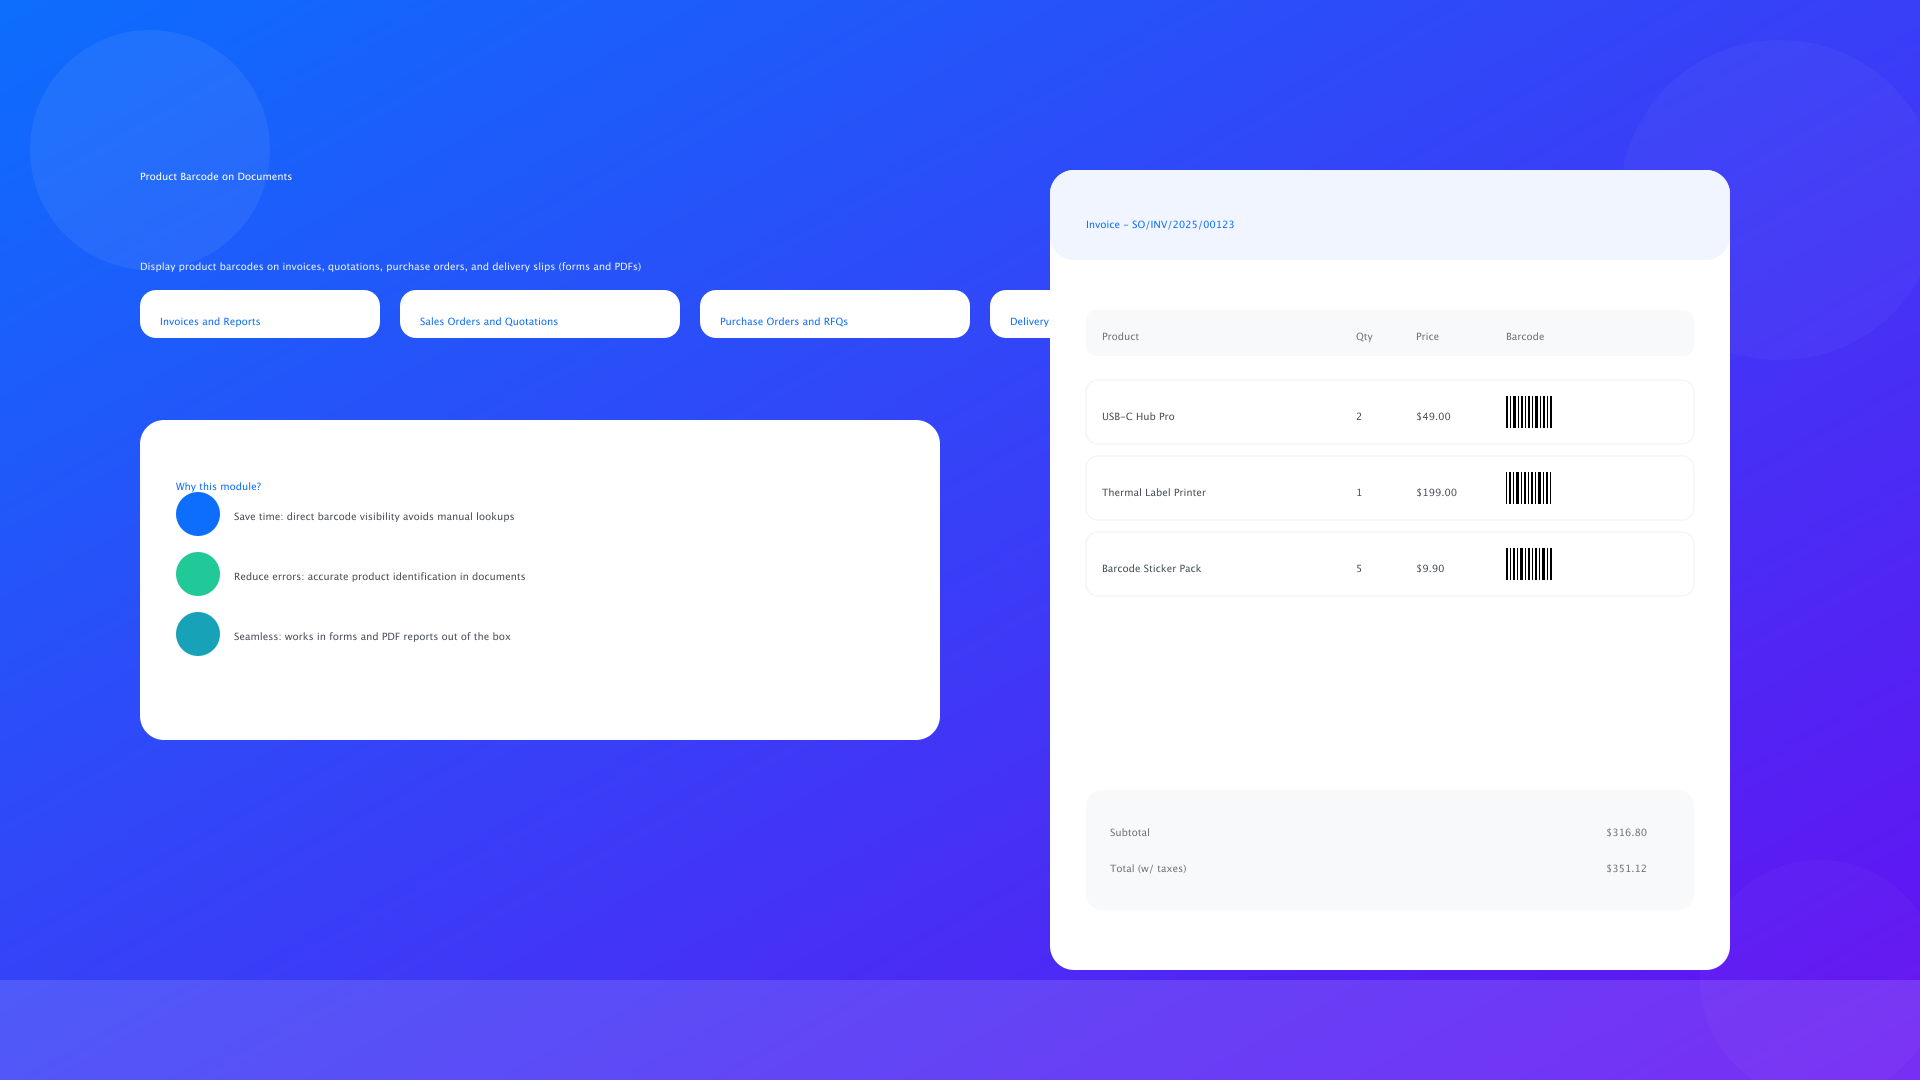 Product Barcode on Documents
Display product barcodes on invoices, quotations, purchase orders, and delivery slips (forms and PDFs)
Invoices and Reports
Sales Orders and Quotations
Purchase Orders and RFQs
Delivery
Why this module?
Save time: direct barcode visibility avoids manual lookups
Reduce errors: accurate product identification in documents
Seamless: works in forms and PDF reports out of the box
Invoice - SO/INV/2025/00123
Product Qty Price Barcode
USB-C Hub Pro 2 $49.00
Thermal Label Printer 1 $199.00
Barcode Sticker Pack 5 $9.90
Subtotal $316.80
Total (w/ taxes) $351.12